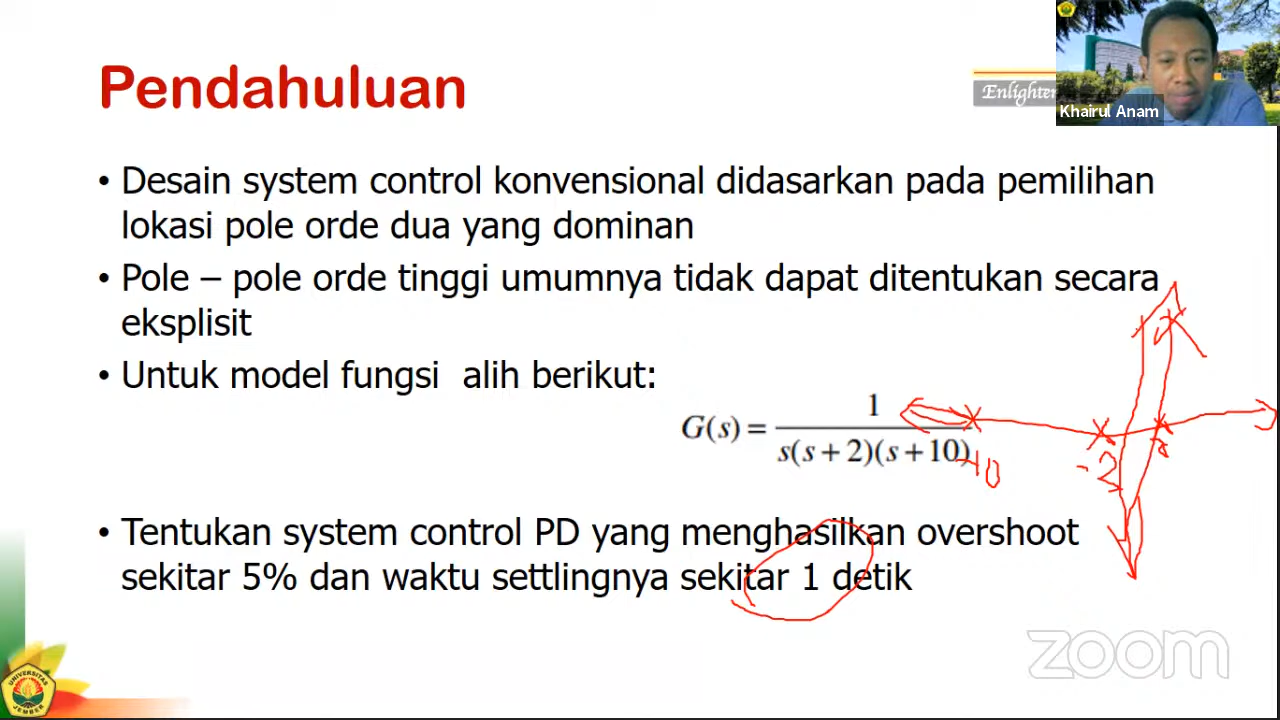 Pendahuluan
Enlighten
Khairul Anam
• Desain system control konvensional didasarkan pada pemilihan
lokasi pole orde dua yang dominan
• Pole – pole orde tinggi umumnya tidak dapat ditentukan secara
eksplisit
• Untuk model fungsi alih berikut:
G(s) = 1 / s(s + 2)(s + 10)
-10
-2
• Tentukan system control PD yang menghasilkan overshoot
sekitar 5% dan waktu settlingnya sekitar 1 detik
zoom
UNIVERSITAS
JEMBER